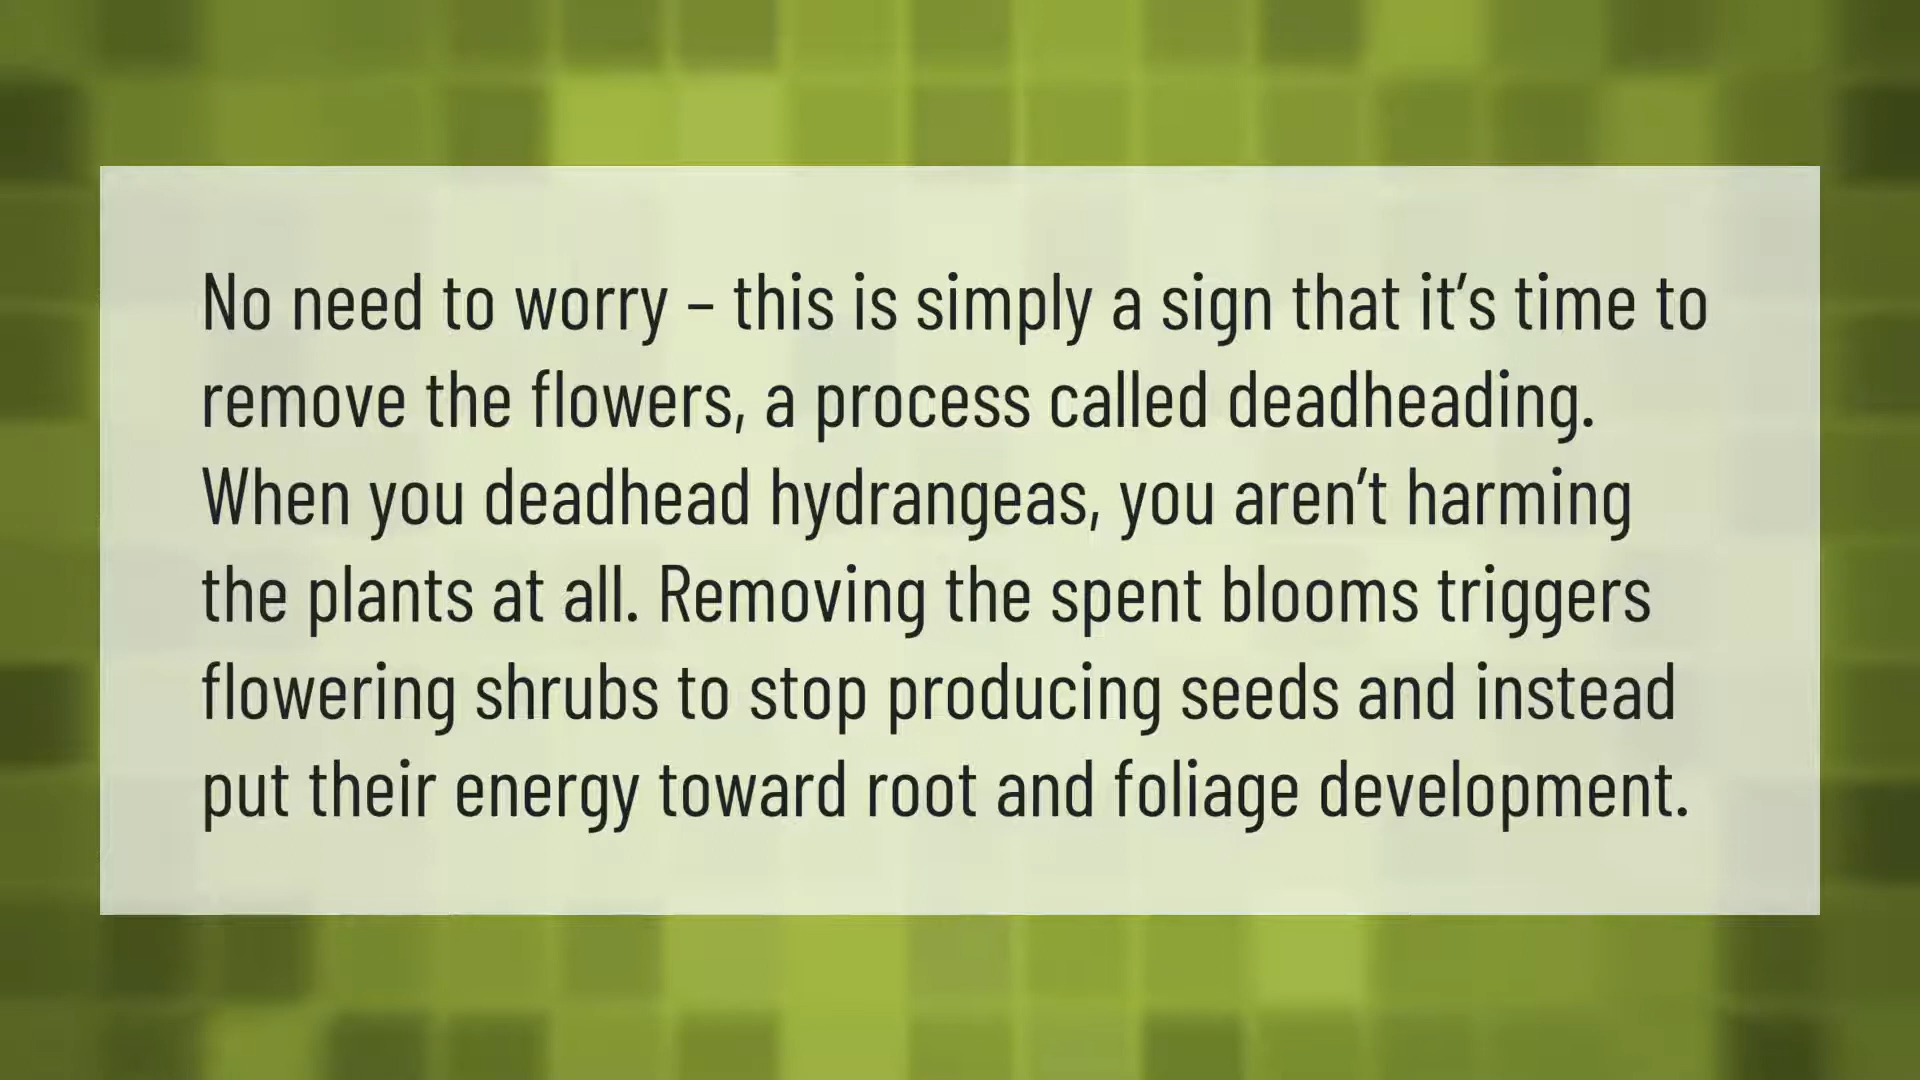 No need to worry – this is simply a sign that it’s time to
remove the flowers, a process called deadheading.
When you deadhead hydrangeas, you aren’t harming
the plants at all. Removing the spent blooms triggers
flowering shrubs to stop producing seeds and instead
put their energy toward root and foliage development.